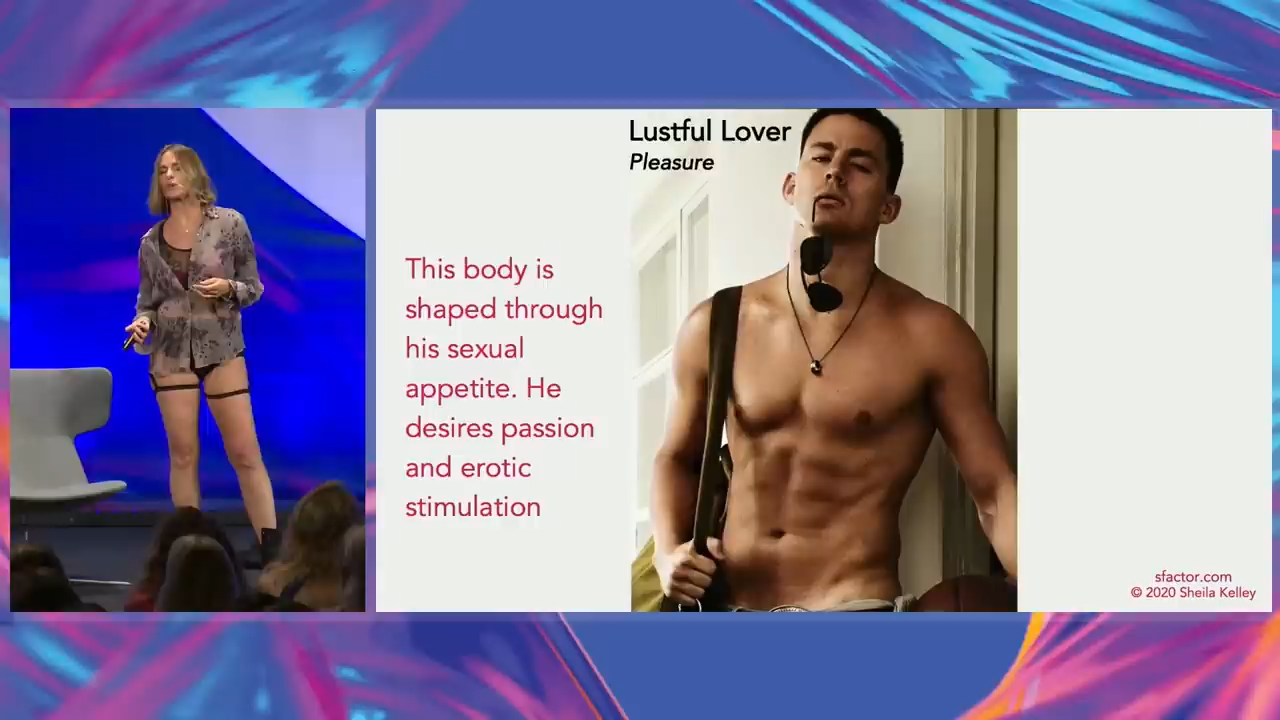 Lustful Lover
Pleasure
This body is
shaped through
his sexual
appetite. He
desires passion
and erotic
stimulation
sfactor.com
© 2020 Sheila Kelley